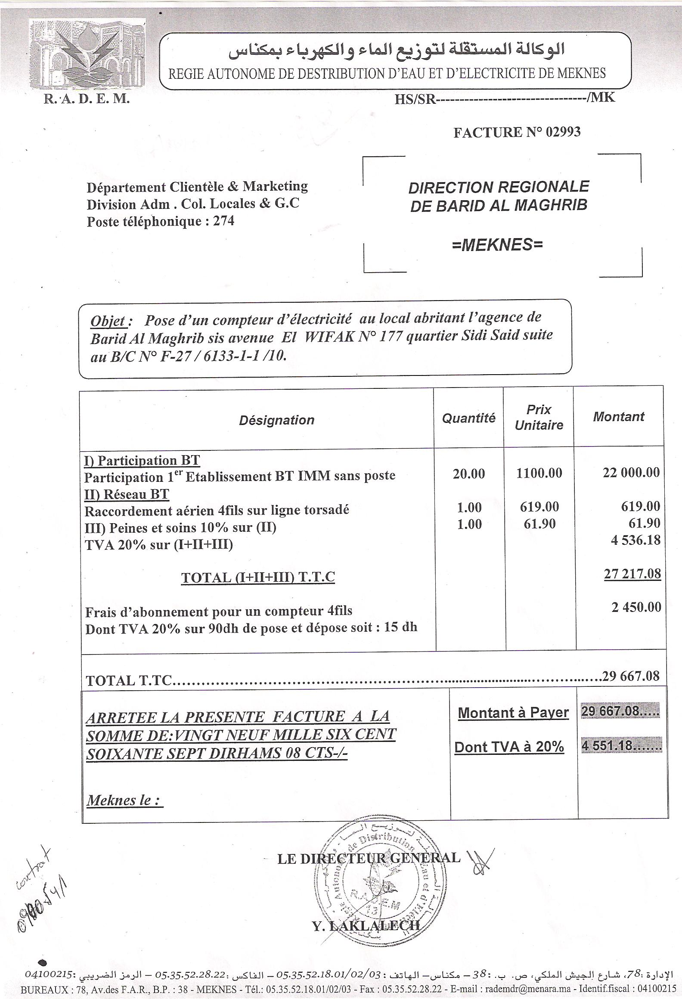 الوكالة المستقلة لتوزيع الماء والكهرباء بمكناس
REGIE AUTONOME DE DESTRIBUTION D'EAU ET D'ELECTRICITE DE MEKNES
R. A. D. E. M.
HS/SR--------------------------------/MK
FACTURE N° 02993
Département Clientèle & Marketing
Division Adm . Col. Locales & G.C
Poste téléphonique : 274
DIRECTION REGIONALE
DE BARID AL MAGHRIB
=MEKNES=
Objet : Pose d'un compteur d'électricité au local abritant l'agence de
Barid Al Maghrib sis avenue El WIFAK N° 177 quartier Sidi Said suite
au B/C N° F-27 / 6133-1-1 /10.
Désignation Quantité Prix Unitaire Montant
I) Participation BT
Participation 1er Etablissement BT IMM sans poste 20.00 1100.00 22 000.00
II) Réseau BT
Raccordement aérien 4fils sur ligne torsadé 1.00 619.00 619.00
III) Peines et soins 10% sur (II) 1.00 61.90 61.90
TVA 20% sur (I+II+III) 4 536.18
TOTAL (I+II+III) T.T.C 27 217.08
Frais d'abonnement pour un compteur 4fils 2 450.00
Dont TVA 20% sur 90dh de pose et dépose soit : 15 dh
TOTAL T.TC........................................................................29 667.08
ARRETEE LA PRESENTE FACTURE A LA
SOMME DE:VINGT NEUF MILLE SIX CENT
SOIXANTE SEPT DIRHAMS 08 CTS-/-
Montant à Payer 29 667.08.....
Dont TVA à 20% 4 551.18.......
Meknes le :
LE DIRECTEUR GENERAL
R.A.D.E.M
13
Y. LAKLALECH
contrat
الإدارة :78، شارع الجيش الملكي، ص. ب. :38 – مكناس– الهاتف : 05.35.52.18.01/02/03 – الفاكس :05.35.52.28.22 – الرمز الضريبي :04100215
BUREAUX : 78, Av.des F.A.R., B.P. : 38 - MEKNES - Tél.: 05.35.52.18.01/02/03 - Fax : 05.35.52.28.22 - E-mail : rademdr@menara.ma - Identif.fiscal : 04100215